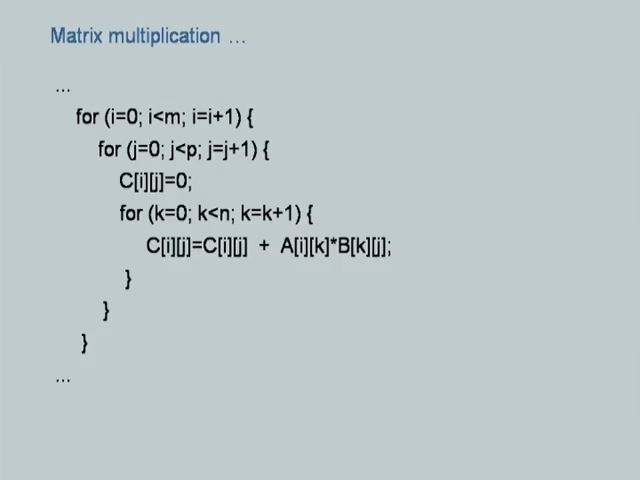 Matrix multiplication …
…
for (i=0; i<m; i=i+1) {
for (j=0; j<p; j=j+1) {
C[i][j]=0;
for (k=0; k<n; k=k+1) {
C[i][j]=C[i][j] + A[i][k]*B[k][j];
}
}
}
…